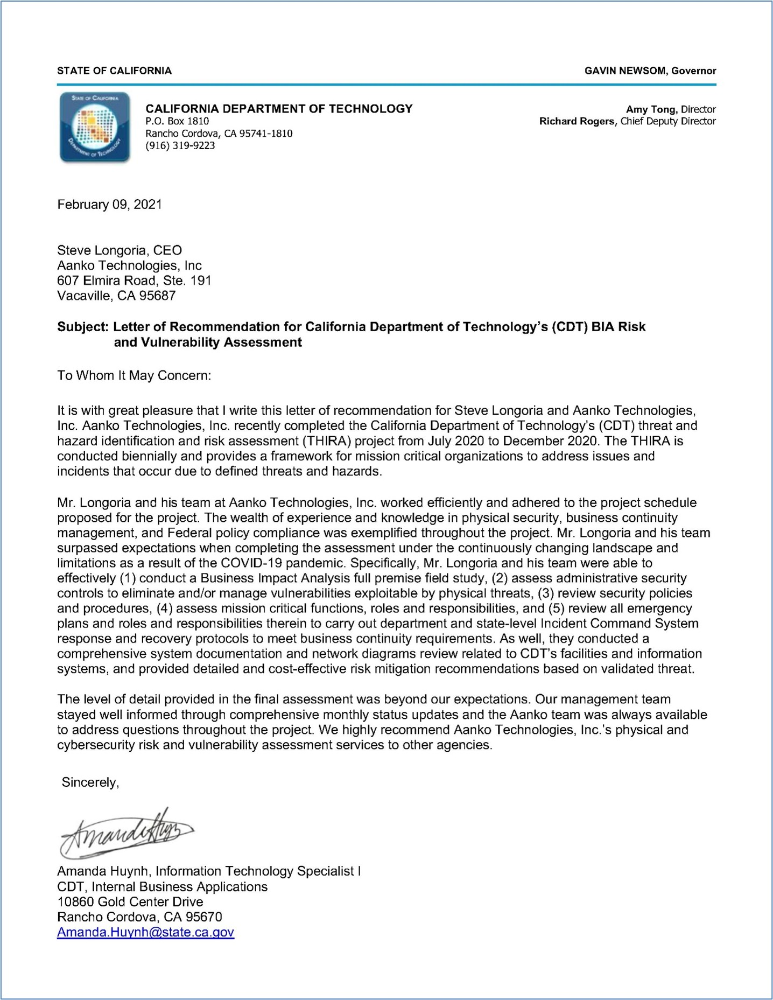 STATE OF CALIFORNIA
GAVIN NEWSOM, Governor
STATE OF CALIFORNIA
DEPARTMENT OF TECHNOLOGY
CALIFORNIA DEPARTMENT OF TECHNOLOGY
P.O. Box 1810
Rancho Cordova, CA 95741-1810
(916) 319-9223
Amy Tong, Director
Richard Rogers, Chief Deputy Director
February 09, 2021
Steve Longoria, CEO
Aanko Technologies, Inc
607 Elmira Road, Ste. 191
Vacaville, CA 95687
Subject: Letter of Recommendation for California Department of Technology's (CDT) BIA Risk
and Vulnerability Assessment
To Whom It May Concern:
It is with great pleasure that I write this letter of recommendation for Steve Longoria and Aanko Technologies,
Inc. Aanko Technologies, Inc. recently completed the California Department of Technology's (CDT) threat and
hazard identification and risk assessment (THIRA) project from July 2020 to December 2020. The THIRA is
conducted biennially and provides a framework for mission critical organizations to address issues and
incidents that occur due to defined threats and hazards.
Mr. Longoria and his team at Aanko Technologies, Inc. worked efficiently and adhered to the project schedule
proposed for the project. The wealth of experience and knowledge in physical security, business continuity
management, and Federal policy compliance was exemplified throughout the project. Mr. Longoria and his team
surpassed expectations when completing the assessment under the continuously changing landscape and
limitations as a result of the COVID-19 pandemic. Specifically, Mr. Longoria and his team were able to
effectively (1) conduct a Business Impact Analysis full premise field study, (2) assess administrative security
controls to eliminate and/or manage vulnerabilities exploitable by physical threats, (3) review security policies
and procedures, (4) assess mission critical functions, roles and responsibilities, and (5) review all emergency
plans and roles and responsibilities therein to carry out department and state-level Incident Command System
response and recovery protocols to meet business continuity requirements. As well, they conducted a
comprehensive system documentation and network diagrams review related to CDT's facilities and information
systems, and provided detailed and cost-effective risk mitigation recommendations based on validated threat.
The level of detail provided in the final assessment was beyond our expectations. Our management team
stayed well informed through comprehensive monthly status updates and the Aanko team was always available
to address questions throughout the project. We highly recommend Aanko Technologies, Inc.'s physical and
cybersecurity risk and vulnerability assessment services to other agencies.
Sincerely,
Amanda Huyn
Amanda Huynh, Information Technology Specialist I
CDT, Internal Business Applications
10860 Gold Center Drive
Rancho Cordova, CA 95670
Amanda.Huynh@state.ca.gov